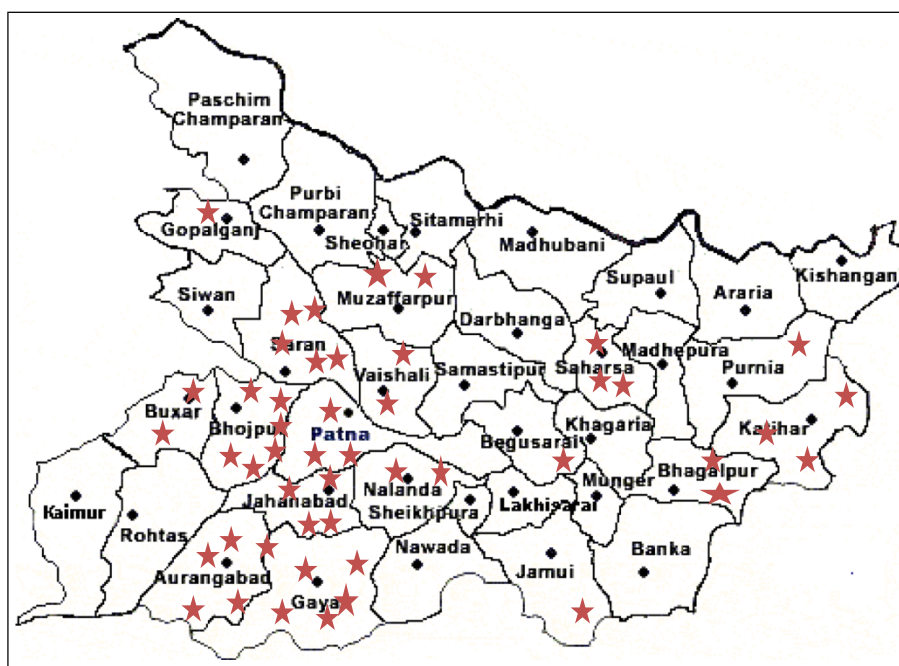 Paschim
Champaran
Purbi
Champaran
Sitamarhi
Gopalganj
Sheohar
Madhubani
Kishangan
Supaul
Siwan
Muzaffarpur
Araria
Darbhanga
Saran
Madhepura
Vaishali
Samastipur
Saharsa
Purnia
Buxar
Bhojpur
Patna
Khagaria
Katihar
Begusarai
Bhagalpur
Jahanabad
Nalanda
Munger
Kaimur
Sheikhpura
Lakhisarai
Rohtas
Nawada
Banka
Aurangabad
Jamui
Gaya